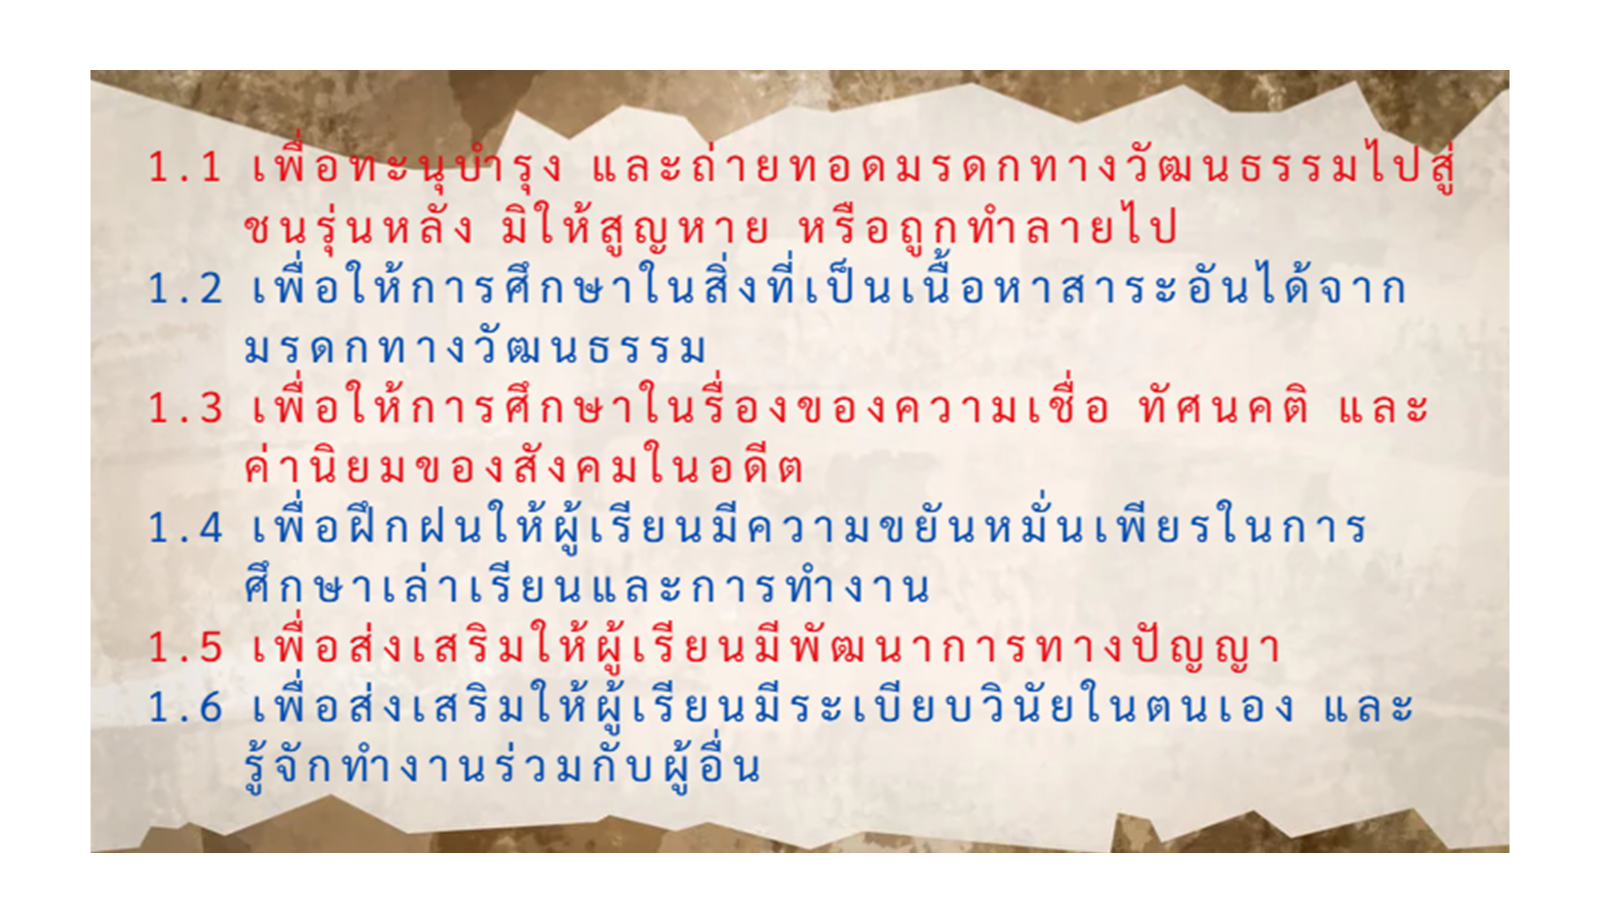 1.1 เพื่อทะนุบำรุง และถ่ายทอดมรดกทางวัฒนธรรมไปสู่
ชนรุ่นหลัง มิให้สูญหาย หรือถูกทำลายไป
1.2 เพื่อให้การศึกษาในสิ่งที่เป็นเนื้อหาสาระอันได้จาก
มรดกทางวัฒนธรรม
1.3 เพื่อให้การศึกษาในรื่องของความเชื่อ ทัศนคติ และ
ค่านิยมของสังคมในอดีต
1.4 เพื่อฝึกฝนให้ผู้เรียนมีความขยันหมั่นเพียรในการ
ศึกษาเล่าเรียนและการทำงาน
1.5 เพื่อส่งเสริมให้ผู้เรียนมีพัฒนาการทางปัญญา
1.6 เพื่อส่งเสริมให้ผู้เรียนมีระเบียบวินัยในตนเอง และ
รู้จักทำงานร่วมกับผู้อื่น